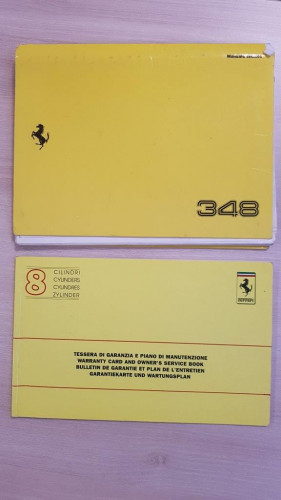 348
8
CILINDRI
CYLINDERS
CYLINDRES
ZYLINDER
Ferrari
TESSERA DI GARANZIA E PIANO DI MANUTENZIONE
WARRANTY CARD AND OWNER'S SERVICE BOOK
BULLETIN DE GARANTIE ET PLAN DE L'ENTRETIEN
GARANTIEKARTE UND WARTUNGSPLAN